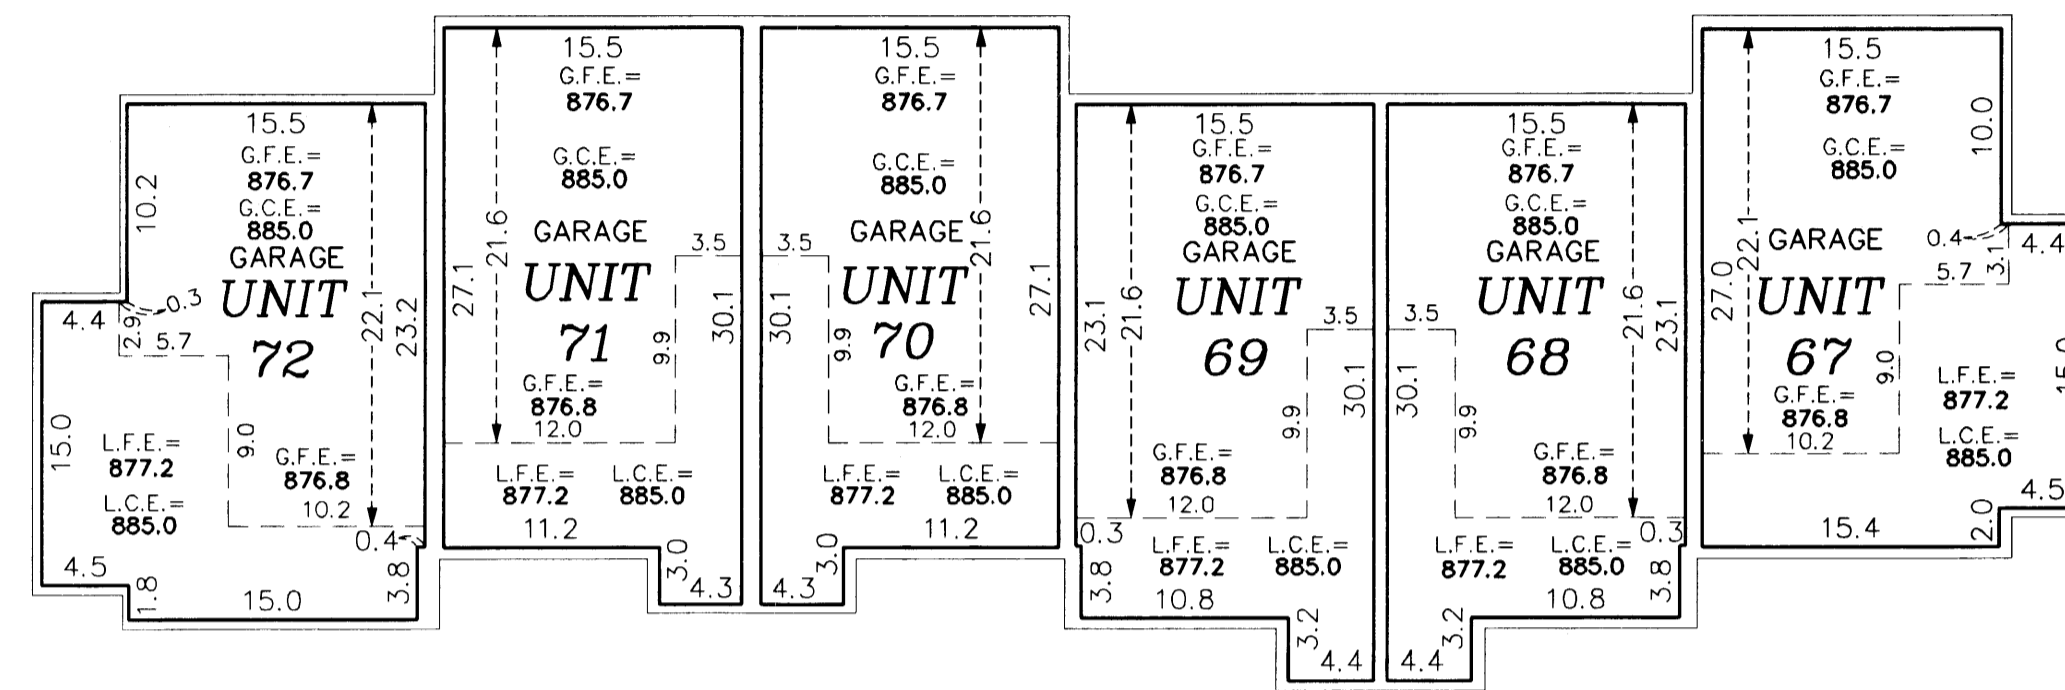 15.5
G.F.E.=
876.7
G.C.E.=
885.0
GARAGE
UNIT
72
10.2
4.4
0.3
2.9
5.7
22.1
23.2
15.0
9.0
L.F.E.=
877.2
L.C.E.=
885.0
G.F.E.=
876.8
10.2
0.4
4.5
1.8
15.0
3.8
15.5
G.F.E.=
876.7
G.C.E.=
885.0
GARAGE
UNIT
71
27.1
21.6
3.5
9.9
30.1
G.F.E.=
876.8
12.0
L.F.E.=
877.2
L.C.E.=
885.0
11.2
3.0
4.3
15.5
G.F.E.=
876.7
G.C.E.=
885.0
GARAGE
UNIT
70
3.5
30.1
9.9
21.6
27.1
G.F.E.=
876.8
12.0
L.F.E.=
877.2
L.C.E.=
885.0
11.2
3.0
4.3
15.5
G.F.E.=
876.7
G.C.E.=
885.0
GARAGE
UNIT
69
23.1
21.6
3.5
9.9
30.1
G.F.E.=
876.8
12.0
0.3
L.F.E.=
877.2
L.C.E.=
885.0
3.8
10.8
3.2
4.4
15.5
G.F.E.=
876.7
G.C.E.=
885.0
GARAGE
UNIT
68
3.5
30.1
9.9
21.6
23.1
G.F.E.=
876.8
12.0
0.3
L.F.E.=
877.2
L.C.E.=
885.0
3.8
10.8
3.2
4.4
15.5
G.F.E.=
876.7
G.C.E.=
885.0
10.0
GARAGE
UNIT
67
27.0
22.1
0.4
3.1
4.4
5.7
9.0
G.F.E.=
876.8
10.2
L.F.E.=
877.2
L.C.E.=
885.0
4.5
2.0
15.4